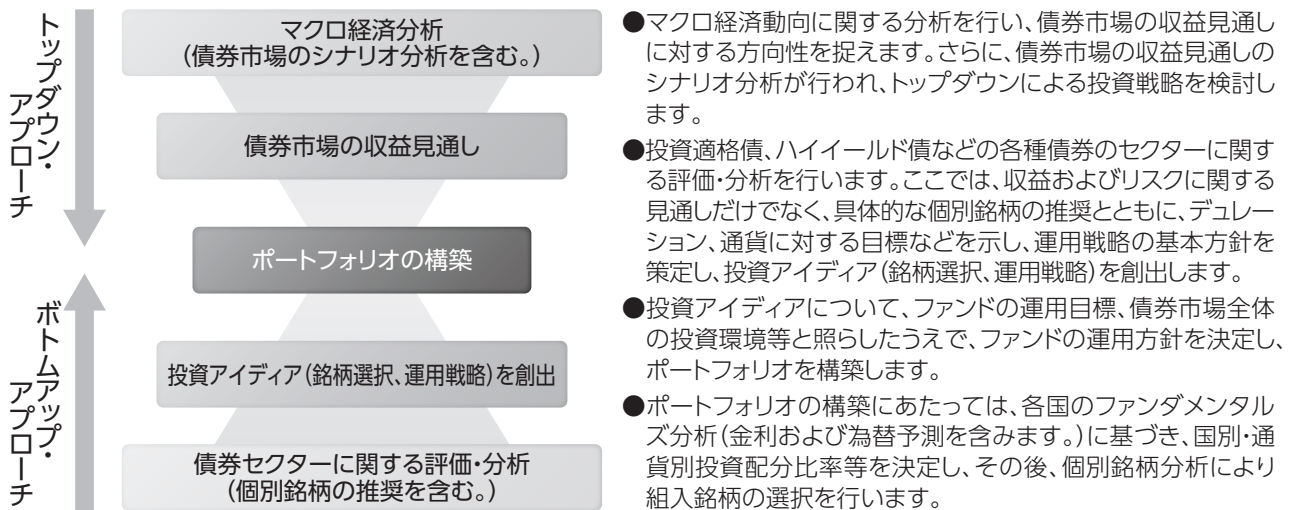 トップダウン・
アプローチ
マクロ経済分析
(債券市場のシナリオ分析を含む。)
債券市場の収益見通し
ポートフォリオの構築
ボトムアップ・
アプローチ
投資アイディア(銘柄選択、運用戦略)を創出
債券セクターに関する評価・分析
(個別銘柄の推奨を含む。)
●マクロ経済動向に関する分析を行い、債券市場の収益見通し
に対する方向性を捉えます。さらに、債券市場の収益見通しの
シナリオ分析が行われ、トップダウンによる投資戦略を検討し
ます。
●投資適格債、ハイイールド債などの各種債券のセクターに関す
る評価・分析を行います。ここでは、収益およびリスクに関する
見通しだけでなく、具体的な個別銘柄の推奨とともに、デュレー
ション、通貨に対する目標などを示し、運用戦略の基本方針を
策定し、投資アイディア(銘柄選択、運用戦略)を創出します。
●投資アイディアについて、ファンドの運用目標、債券市場全体
の投資環境等と照らしたうえで、ファンドの運用方針を決定し、
ポートフォリオを構築します。
●ポートフォリオの構築にあたっては、各国のファンダメンタル
ズ分析(金利および為替予測を含みます。)に基づき、国別・通
貨別投資配分比率等を決定し、その後、個別銘柄分析により
組入銘柄の選択を行います。